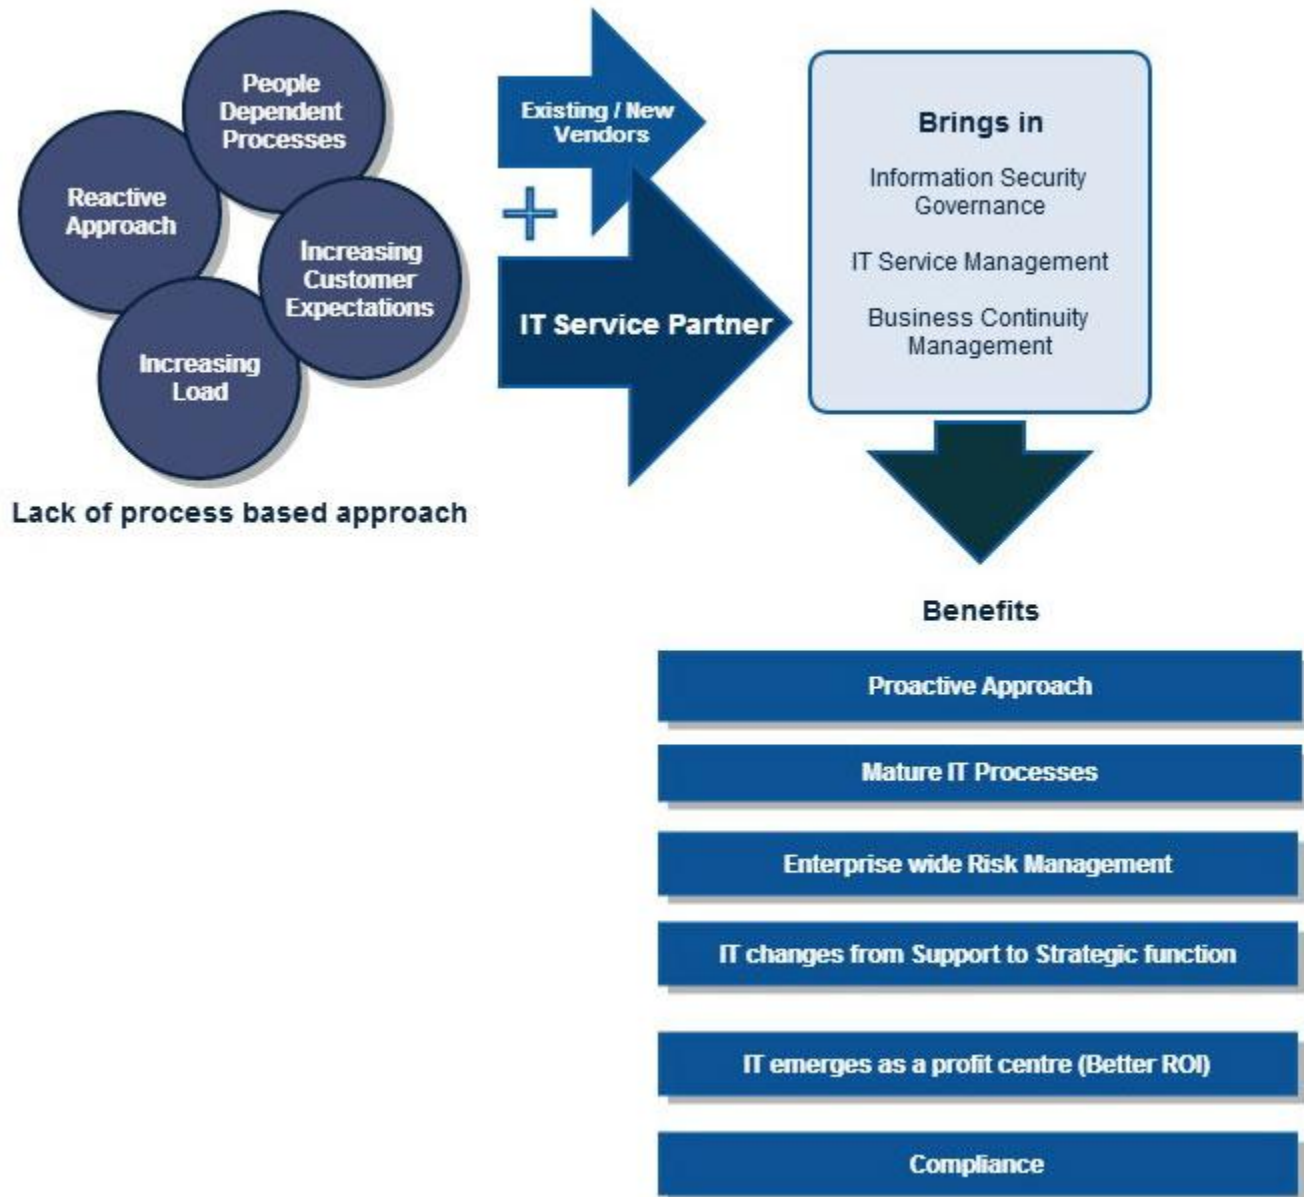 People
Dependent
Processes
Reactive
Approach
Increasing
Customer
Expectations
Increasing
Load
Lack of process based approach
Existing / New
Vendors
+
IT Service Partner
Brings in
Information Security
Governance
IT Service Management
Business Continuity
Management
Benefits
Proactive Approach
Mature IT Processes
Enterprise wide Risk Management
IT changes from Support to Strategic function
IT emerges as a profit centre (Better ROI)
Compliance